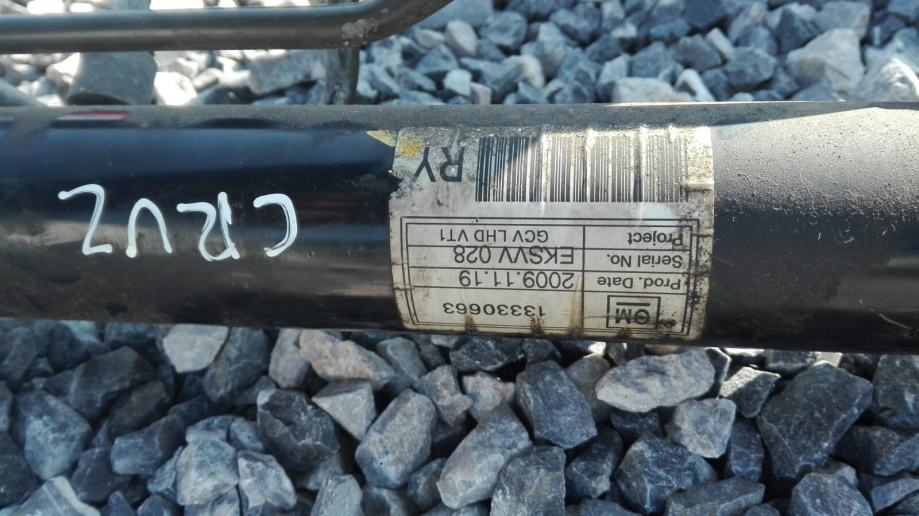 GM 13330663
Prod. Date 2009.11.19
Serial No. EKSVV 028
Project GCV LHD VT1
RY
CRUZ